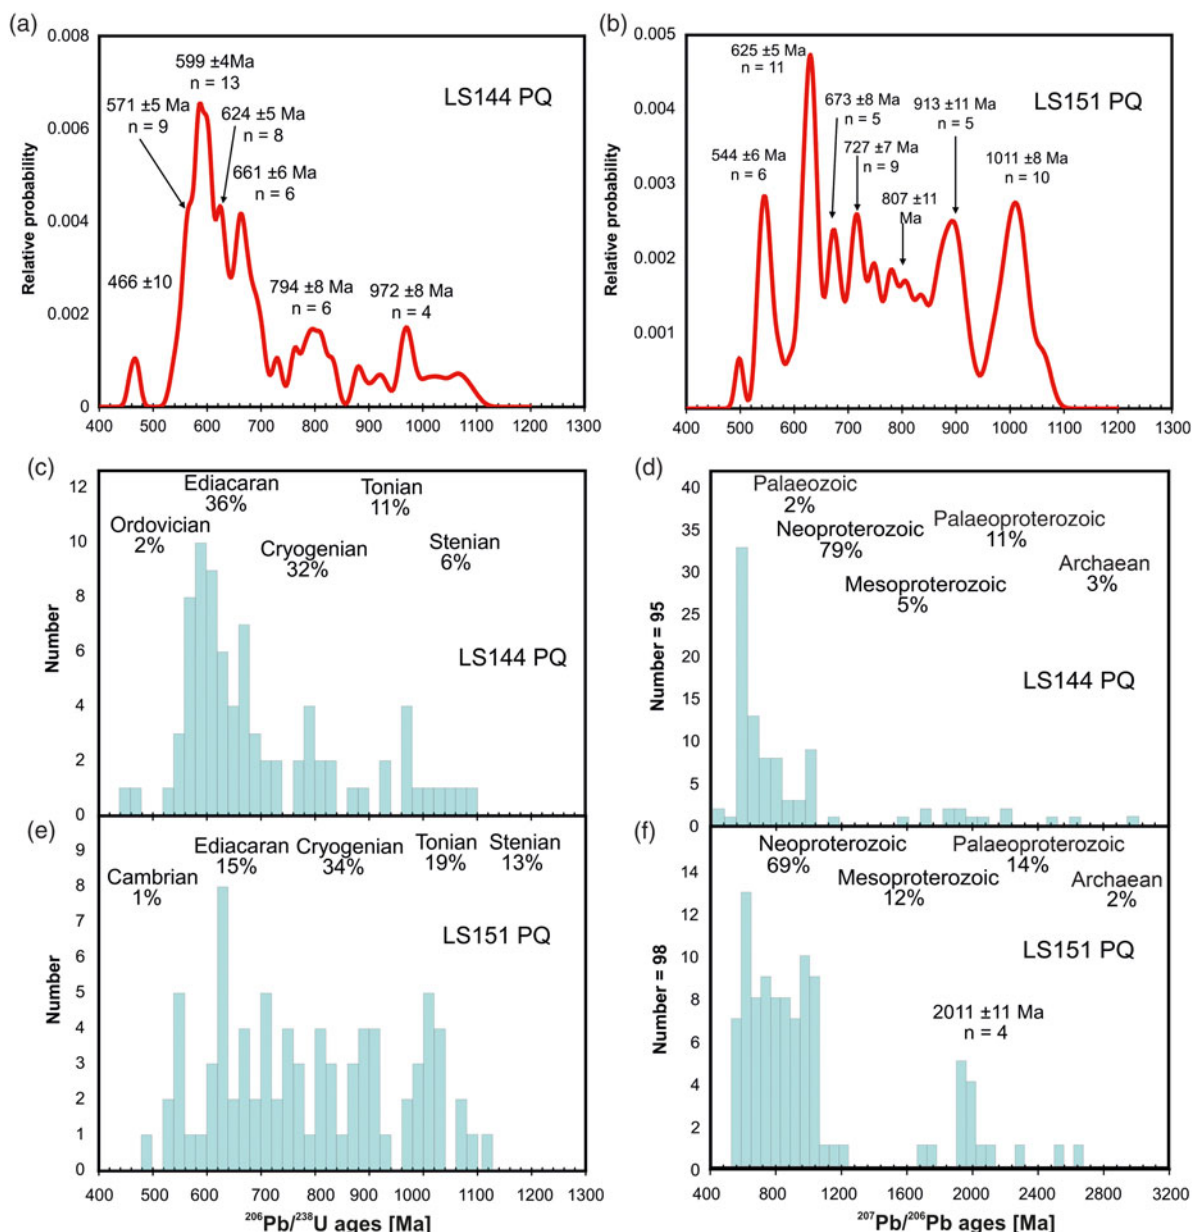 (a)
0.008
0.006
0.004
0.002
0
Relative probability
599 ±4Ma
n = 13
571 ±5 Ma
n = 9
624 ±5 Ma
n = 8
661 ±6 Ma
n = 6
466 ±10
794 ±8 Ma
n = 6
972 ±8 Ma
n = 4
LS144 PQ
400 500 600 700 800 900 1000 1100 1200 1300
(b)
0.005
0.004
0.003
0.002
0.001
Relative probability
625 ±5 Ma
n = 11
673 ±8 Ma
n = 5
913 ±11 Ma
n = 5
544 ±6 Ma
n = 6
727 ±7 Ma
n = 9
807 ±11
Ma
1011 ±8 Ma
n = 10
LS151 PQ
400 500 600 700 800 900 1000 1100 1200 1300
(c)
12
10
8
6
4
2
0
Number
Ediacaran
36%
Tonian
11%
Ordovician
2%
Cryogenian
32%
Stenian
6%
LS144 PQ
(d)
40
35
30
25
20
15
10
5
0
Number = 95
Palaeozoic
2%
Neoproterozoic
79%
Palaeoproterozoic
11%
Mesoproterozoic
5%
Archaean
3%
LS144 PQ
(e)
9
8
7
6
5
4
3
2
1
0
Number
Ediacaran
15%
Cryogenian
34%
Tonian
19%
Stenian
13%
Cambrian
1%
LS151 PQ
400 500 600 700 800 900 1000 1100 1200 1300
206Pb/238U ages [Ma]
(f)
14
12
10
8
6
4
2
0
Number = 98
Neoproterozoic
69%
Palaeoproterozoic
14%
Mesoproterozoic
12%
Archaean
2%
LS151 PQ
2011 ±11 Ma
n = 4
400 800 1200 1600 2000 2400 2800 3200
207Pb/206Pb ages [Ma]